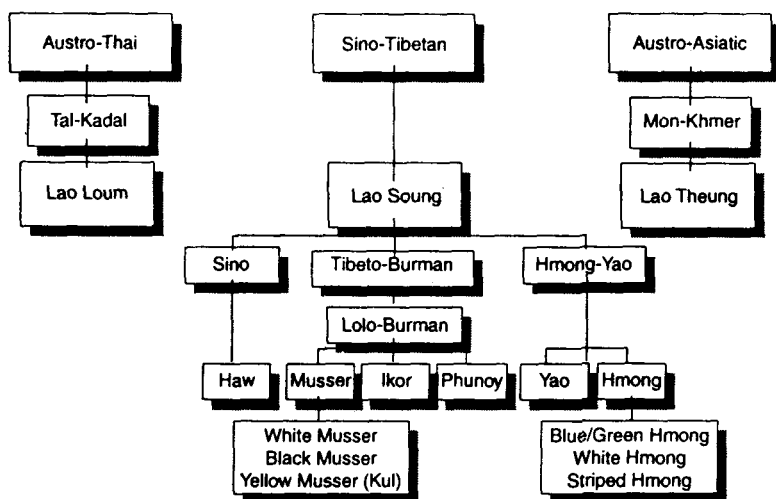 Austro-Thai
Sino-Tibetan
Austro-Asiatic
Tal-Kadal
Mon-Khmer
Lao Loum
Lao Soung
Lao Theung
Sino
Tibeto-Burman
Hmong-Yao
Lolo-Burman
Haw
Musser
Ikor
Phunoy
Yao
Hmong
White Musser
Black Musser
Yellow Musser (Kul)
Blue/Green Hmong
White Hmong
Striped Hmong